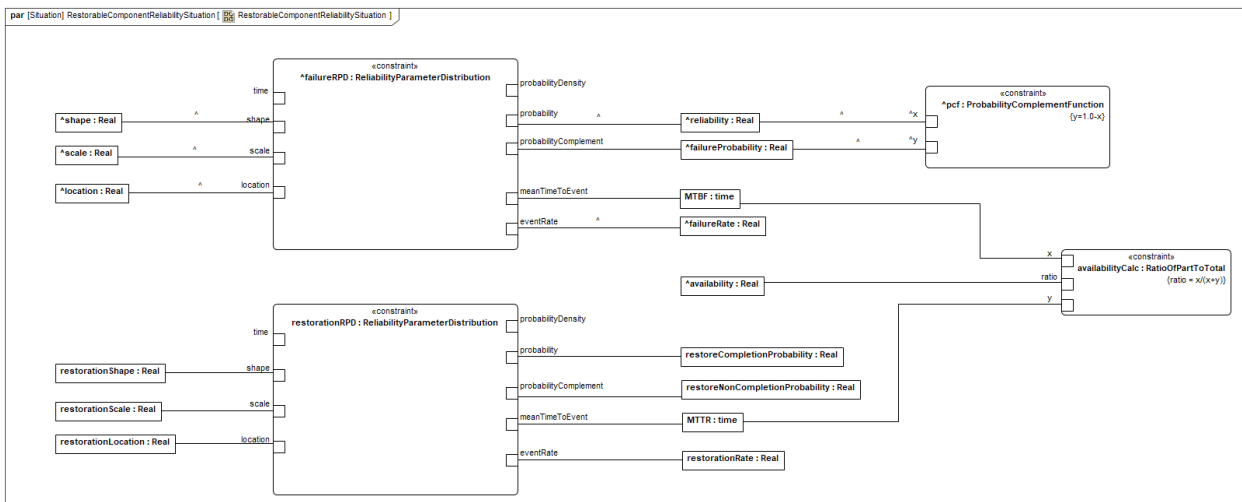 par [Situation] RestorableComponentReliabilitySituation [ RestorableComponentReliabilitySituation ]
«constraint»
^failureRPD : ReliabilityParameterDistribution
time
shape
scale
location
^shape : Real
^
^scale : Real
^
^location : Real
^
probabilityDensity
probability
^
probabilityComplement
meanTimeToEvent
eventRate
^
^reliability : Real
^
^failureProbability : Real
^
MTBF : time
^failureRate : Real
^x
^y
«constraint»
^pcf : ProbabilityComplementFunction
{y=1.0-x}
^availability : Real
x
ratio
y
«constraint»
availabilityCalc : RatioOfPartToTotal
{ratio = x/(x+y)}
«constraint»
restorationRPD : ReliabilityParameterDistribution
time
shape
scale
location
restorationShape : Real
restorationScale : Real
restorationLocation : Real
probabilityDensity
probability
probabilityComplement
meanTimeToEvent
eventRate
restoreCompletionProbability : Real
restoreNonCompletionProbability : Real
MTTR : time
restorationRate : Real